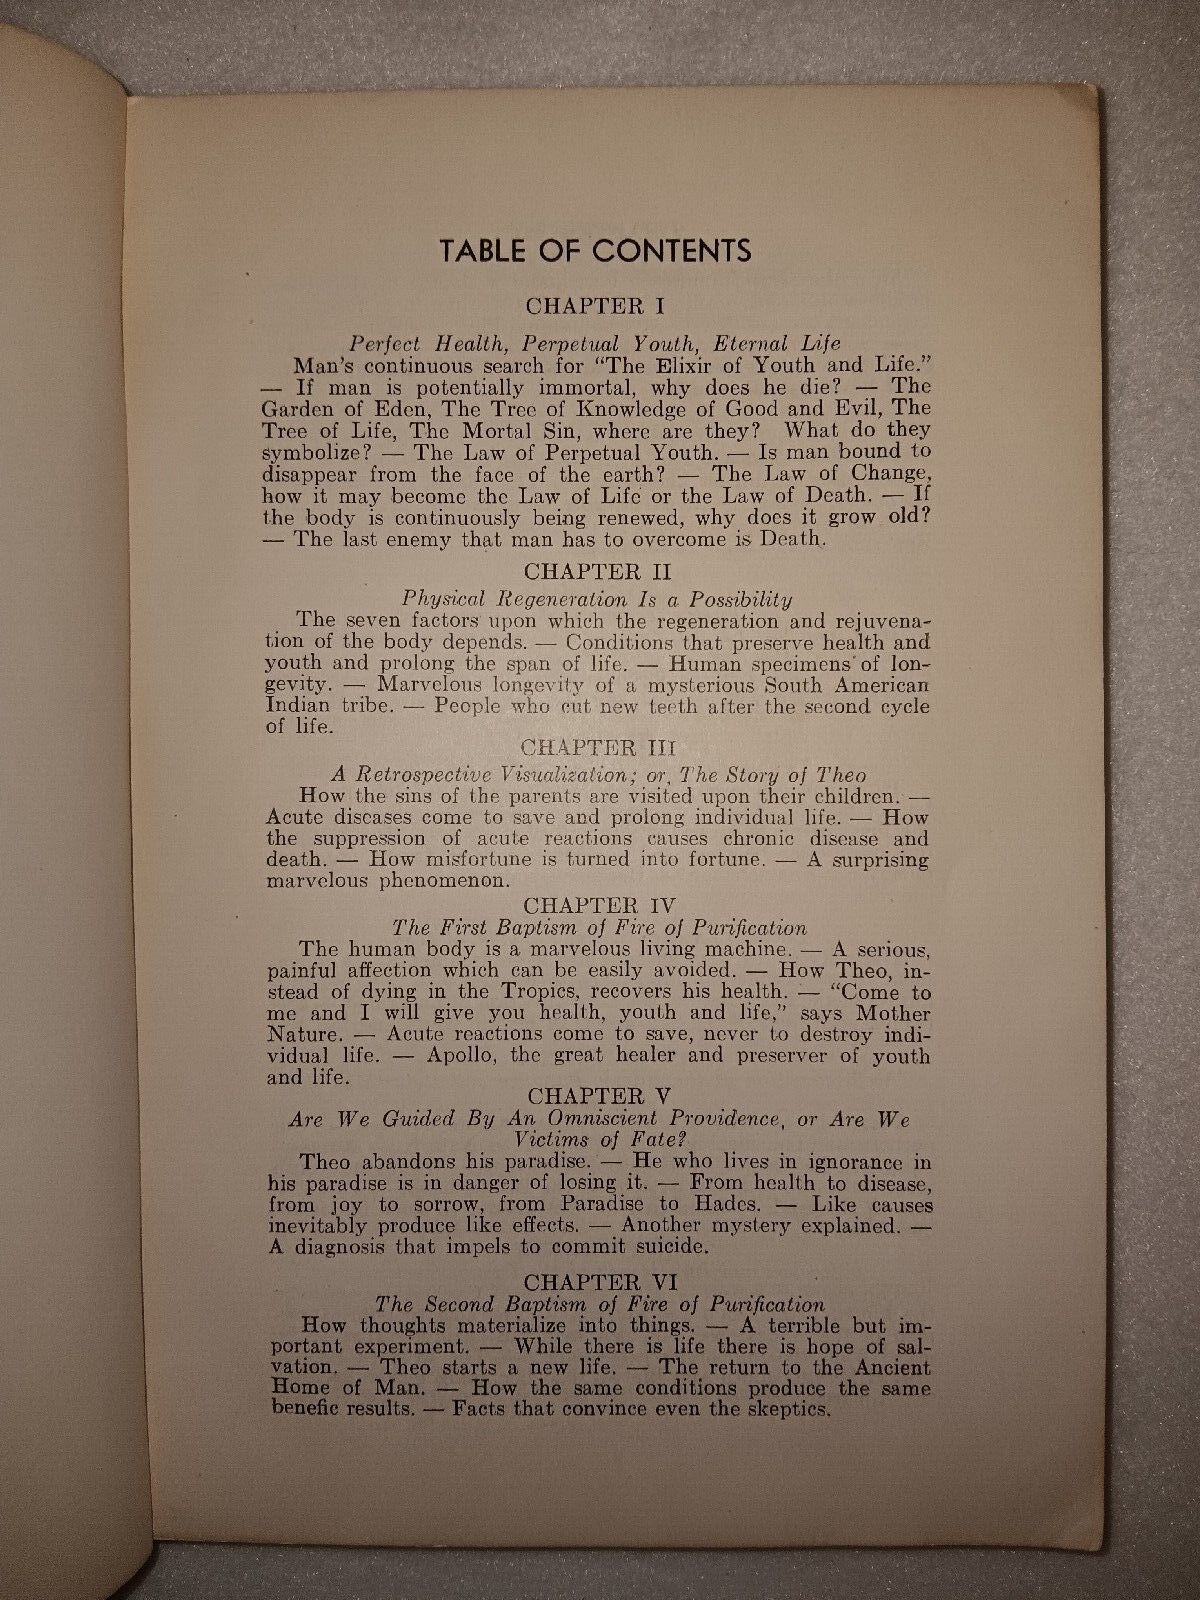 TABLE OF CONTENTS
CHAPTER I
Perfect Health, Perpetual Youth, Eternal Life
Man's continuous search for "The Elixir of Youth and Life."
— If man is potentially immortal, why does he die? — The
Garden of Eden, The Tree of Knowledge of Good and Evil, The
Tree of Life, The Mortal Sin, where are they? What do they
symbolize? — The Law of Perpetual Youth. — Is man bound to
disappear from the face of the earth? — The Law of Change,
how it may become the Law of Life or the Law of Death. — If
the body is continuously being renewed, why does it grow old?
— The last enemy that man has to overcome is Death.
CHAPTER II
Physical Regeneration Is a Possibility
The seven factors upon which the regeneration and rejuvena-
tion of the body depends. — Conditions that preserve health and
youth and prolong the span of life. — Human specimens of lon-
gevity. — Marvelous longevity of a mysterious South American
Indian tribe. — People who cut new teeth after the second cycle
of life.
CHAPTER III
A Retrospective Visualization; or, The Story of Theo
How the sins of the parents are visited upon their children. —
Acute diseases come to save and prolong individual life. — How
the suppression of acute reactions causes chronic disease and
death. — How misfortune is turned into fortune. — A surprising
marvelous phenomenon.
CHAPTER IV
The First Baptism of Fire of Purification
The human body is a marvelous living machine. — A serious,
painful affection which can be easily avoided. — How Theo, in-
stead of dying in the Tropics, recovers his health. — "Come to
me and I will give you health, youth and life," says Mother
Nature. — Acute reactions come to save, never to destroy indi-
vidual life. — Apollo, the great healer and preserver of youth
and life.
CHAPTER V
Are We Guided By An Omniscient Providence, or Are We
Victims of Fate?
Theo abandons his paradise. — He who lives in ignorance in
his paradise is in danger of losing it. — From health to disease,
from joy to sorrow, from Paradise to Hades. — Like causes
inevitably produce like effects. — Another mystery explained. —
A diagnosis that impels to commit suicide.
CHAPTER VI
The Second Baptism of Fire of Purification
How thoughts materialize into things. — A terrible but im-
portant experiment. — While there is life there is hope of sal-
vation. — Theo starts a new life. — The return to the Ancient
Home of Man. — How the same conditions produce the same
benefic results. — Facts that convince even the skeptics.